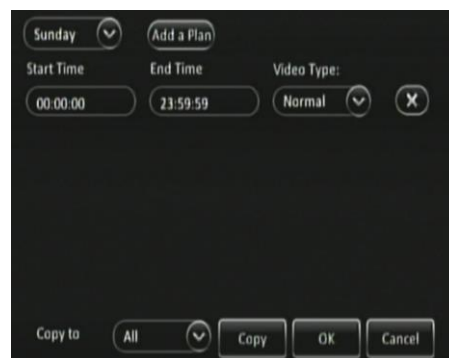 Sunday Add a Plan
Start Time End Time Video Type:
00:00:00 23:59:59 Normal X
Copy to All Copy OK Cancel